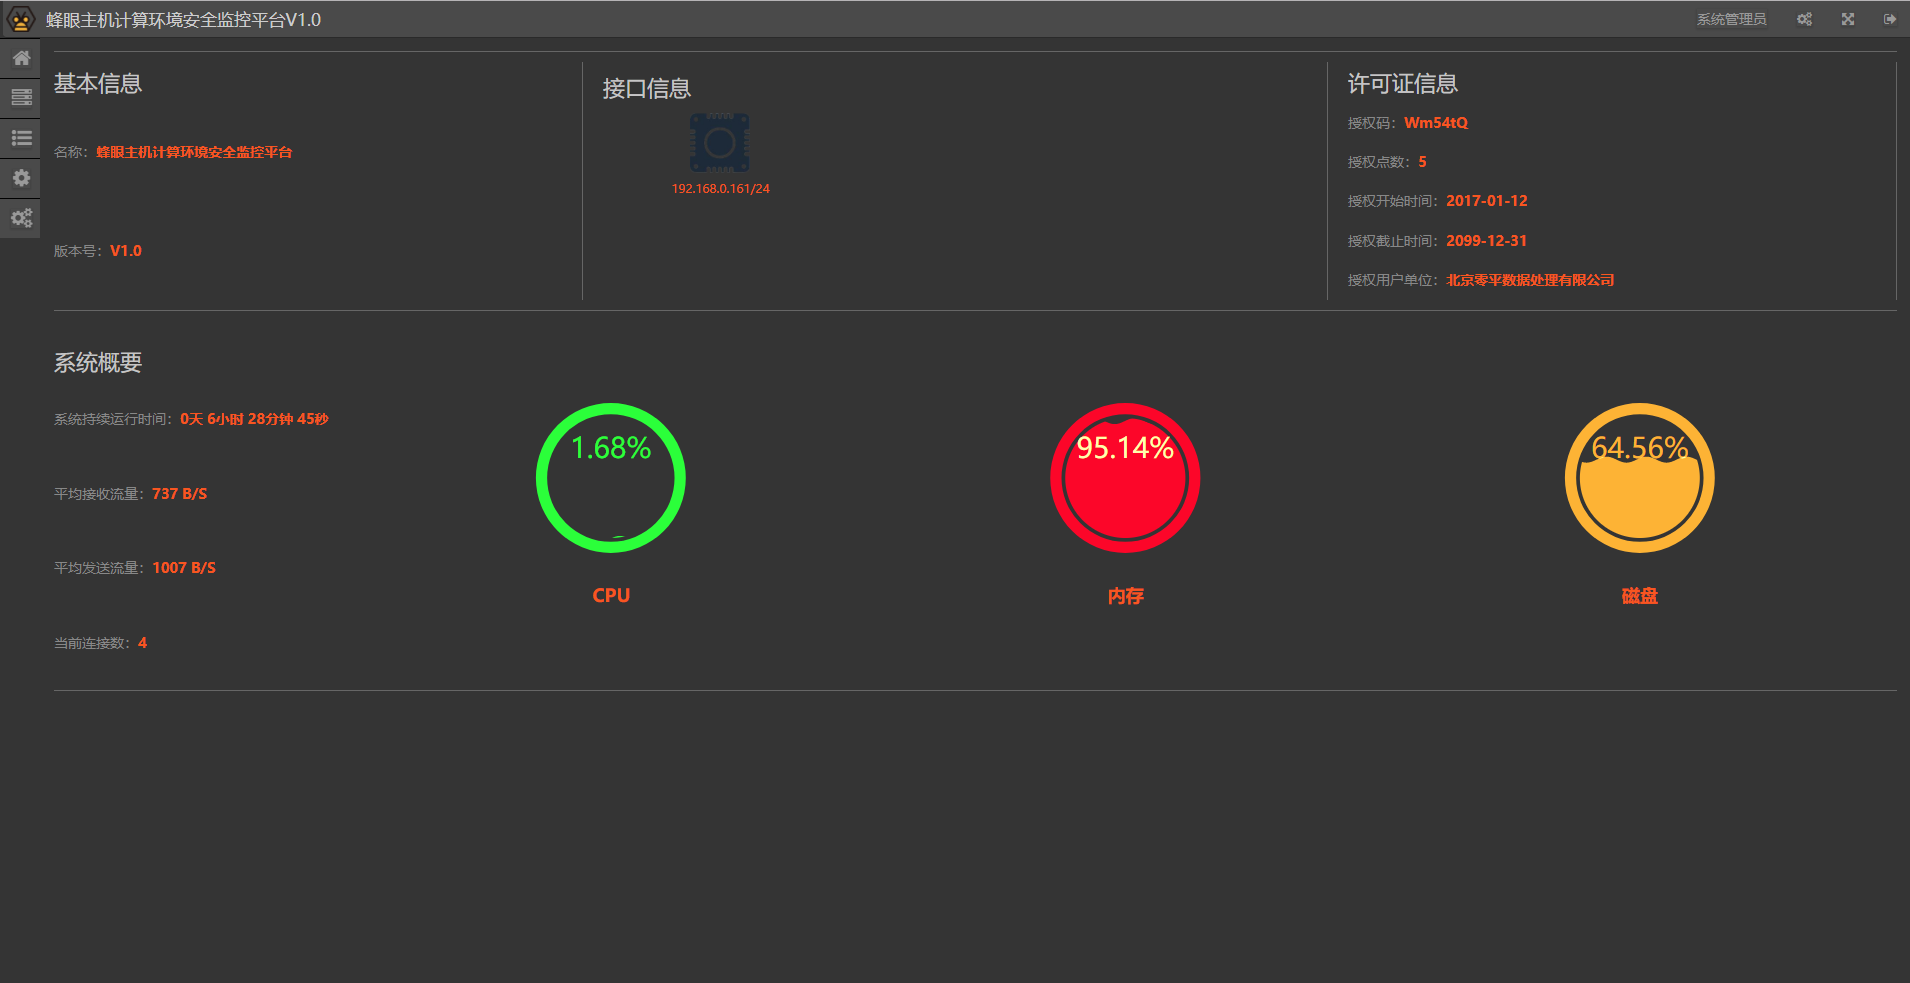 蜂眼主机计算环境安全监控平台V1.0
系统管理员
基本信息
名称：蜂眼主机计算环境安全监控平台
版本号：V1.0
接口信息
192.168.0.161/24
许可证信息
授权码：Wm54tQ
授权点数：5
授权开始时间：2017-01-12
授权截止时间：2099-12-31
授权用户单位：北京零平数据处理有限公司
系统概要
系统持续运行时间：0天 6小时 28分钟 45秒
平均接收流量：737 B/S
平均发送流量：1007 B/S
当前连接数：4
1.68%
CPU
95.14%
内存
64.56%
磁盘